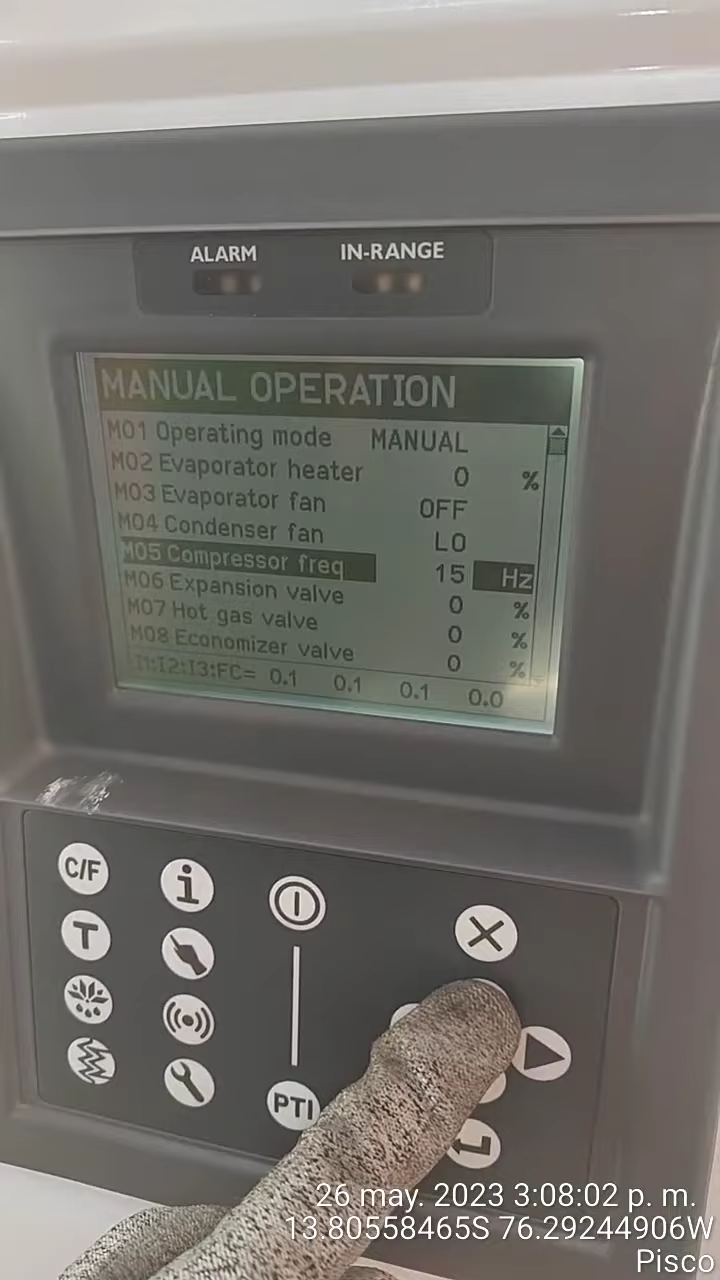 ALARM IN-RANGE
MANUAL OPERATION
M01 Operating mode MANUAL
M02 Evaporator heater 0 %
M03 Evaporator fan OFF
M04 Condenser fan LO
M05 Compressor freq 15 Hz
M06 Expansion valve 0 %
M07 Hot gas valve 0 %
M08 Economizer valve 0 %
I1:I2:I3:FC= 0.1 0.1 0.1 0.0
C/F i
T
PTI
26 may. 2023 3:08:02 p. m.
13.80558465S 76.29244906W
Pisco